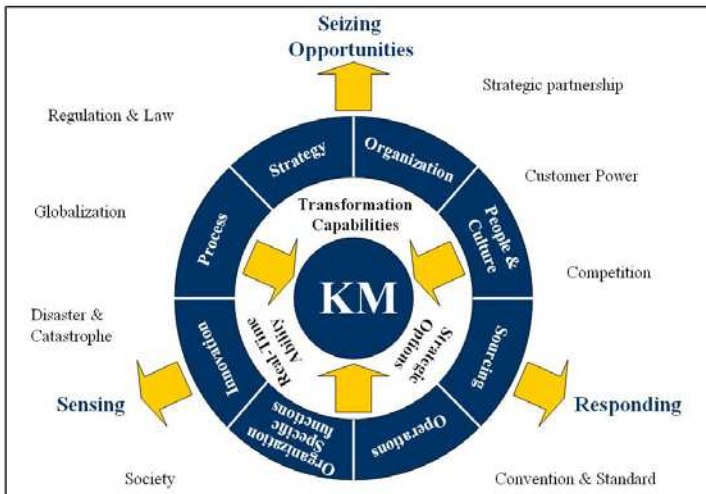 Seizing
Opportunities
Strategic partnership
Regulation & Law
Strategy
Organization
Customer Power
Transformation
Capabilities
Globalization
Process
People &
Culture
KM
Competition
Disaster &
Catastrophe
Innovation
Real-Time
Ability
Strategic
Options
Sourcing
Sensing
Responding
Organization
Specific
functions
Operations
Society
Convention & Standard